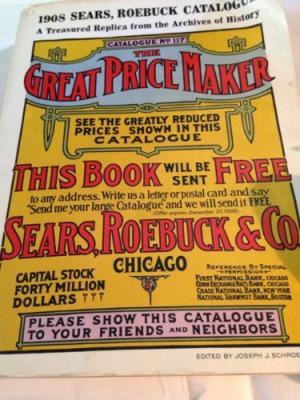 1908 SEARS, ROEBUCK CATALOGU
A Treasured Replica from the Archives of History
CATALOGUE No 117
THE
GREAT PRICE MAKER
SEE THE GREATLY REDUCED
PRICES SHOWN IN THIS
CATALOGUE
THIS BOOK WILL BE SENT FREE
to any address. Write us a letter or postal card and say
"Send me your large Catalogue" and we will send it FREE
(Offer expires December 31, 1908)
SEARS, ROEBUCK & CO
CHICAGO
CAPITAL STOCK
FORTY MILLION
DOLLARS
REFERENCE BY SPECIAL
PERMISSION
FIRST NATIONAL BANK, CHICAGO
CORN EXCHANGE NAT'L BANK, CHICAGO
CHASE NATIONAL BANK, NEW YORK
NATIONAL SHAWMUT BANK, BOSTON
PLEASE SHOW THIS CATALOGUE
TO YOUR FRIENDS AND NEIGHBORS
EDITED BY JOSEPH J. SCHROE